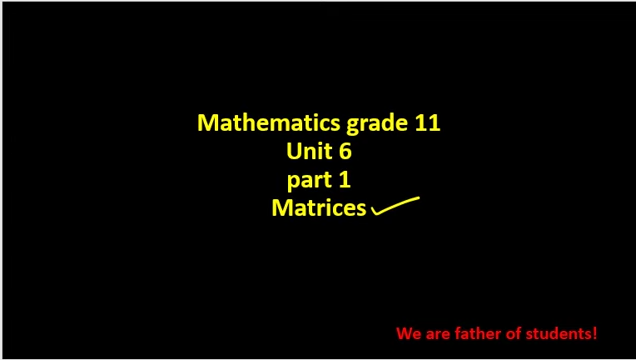 Mathematics grade 11
Unit 6
part 1
Matrices
We are father of students!